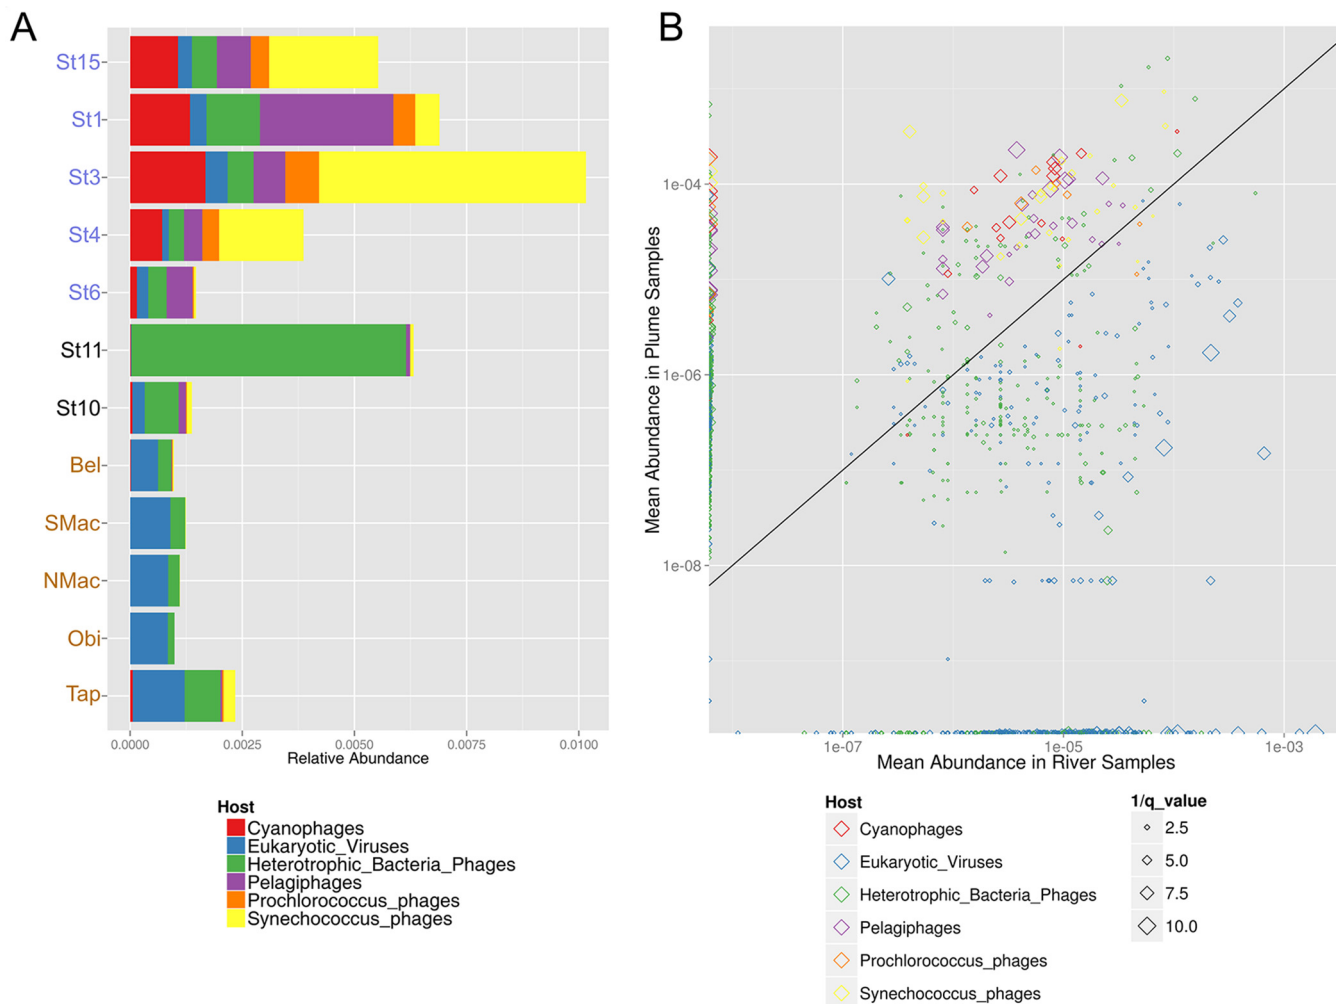 A
St15
St1
St3
St4
St6
St11
St10
Bel
SMac
NMac
Obi
Tap
0.0000
0.0025
0.0050
0.0075
0.0100
Relative Abundance
Host
Cyanophages
Eukaryotic_Viruses
Heterotrophic_Bacteria_Phages
Pelagiphages
Prochlorococcus_phages
Synechococcus_phages
B
Mean Abundance in Plume Samples
1e-04
1e-06
1e-08
1e-07
1e-05
1e-03
Mean Abundance in River Samples
Host
Cyanophages
Eukaryotic_Viruses
Heterotrophic_Bacteria_Phages
Pelagiphages
Prochlorococcus_phages
Synechococcus_phages
1/q_value
2.5
5.0
7.5
10.0